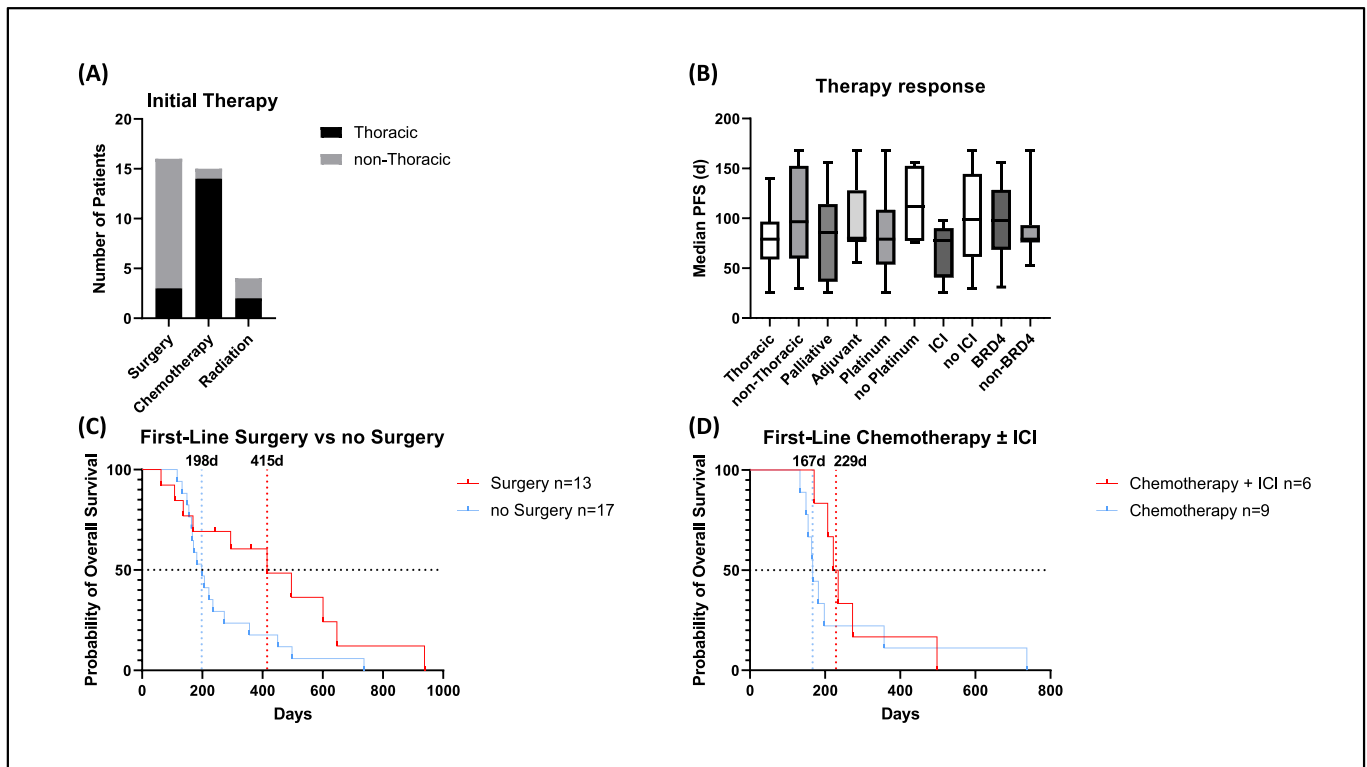 (A)
Initial Therapy
20
15
10
5
0
Number of Patients
Surgery
Chemotherapy
Radiation
Thoracic
non-Thoracic
(B)
Therapy response
200
150
100
50
0
Median PFS (d)
Thoracic
non-Thoracic
Palliative
Adjuvant
Platinum
no Platinum
ICI
no ICI
BRD4
non-BRD4
(C)
First-Line Surgery vs no Surgery
198d 415d
100
50
0
Probability of Overall Survival
0 200 400 600 800 1000
Days
Surgery n=13
no Surgery n=17
(D)
First-Line Chemotherapy ± ICI
167d 229d
100
50
0
Probability of Overall Survival
0 200 400 600 800
Days
Chemotherapy + ICI n=6
Chemotherapy n=9